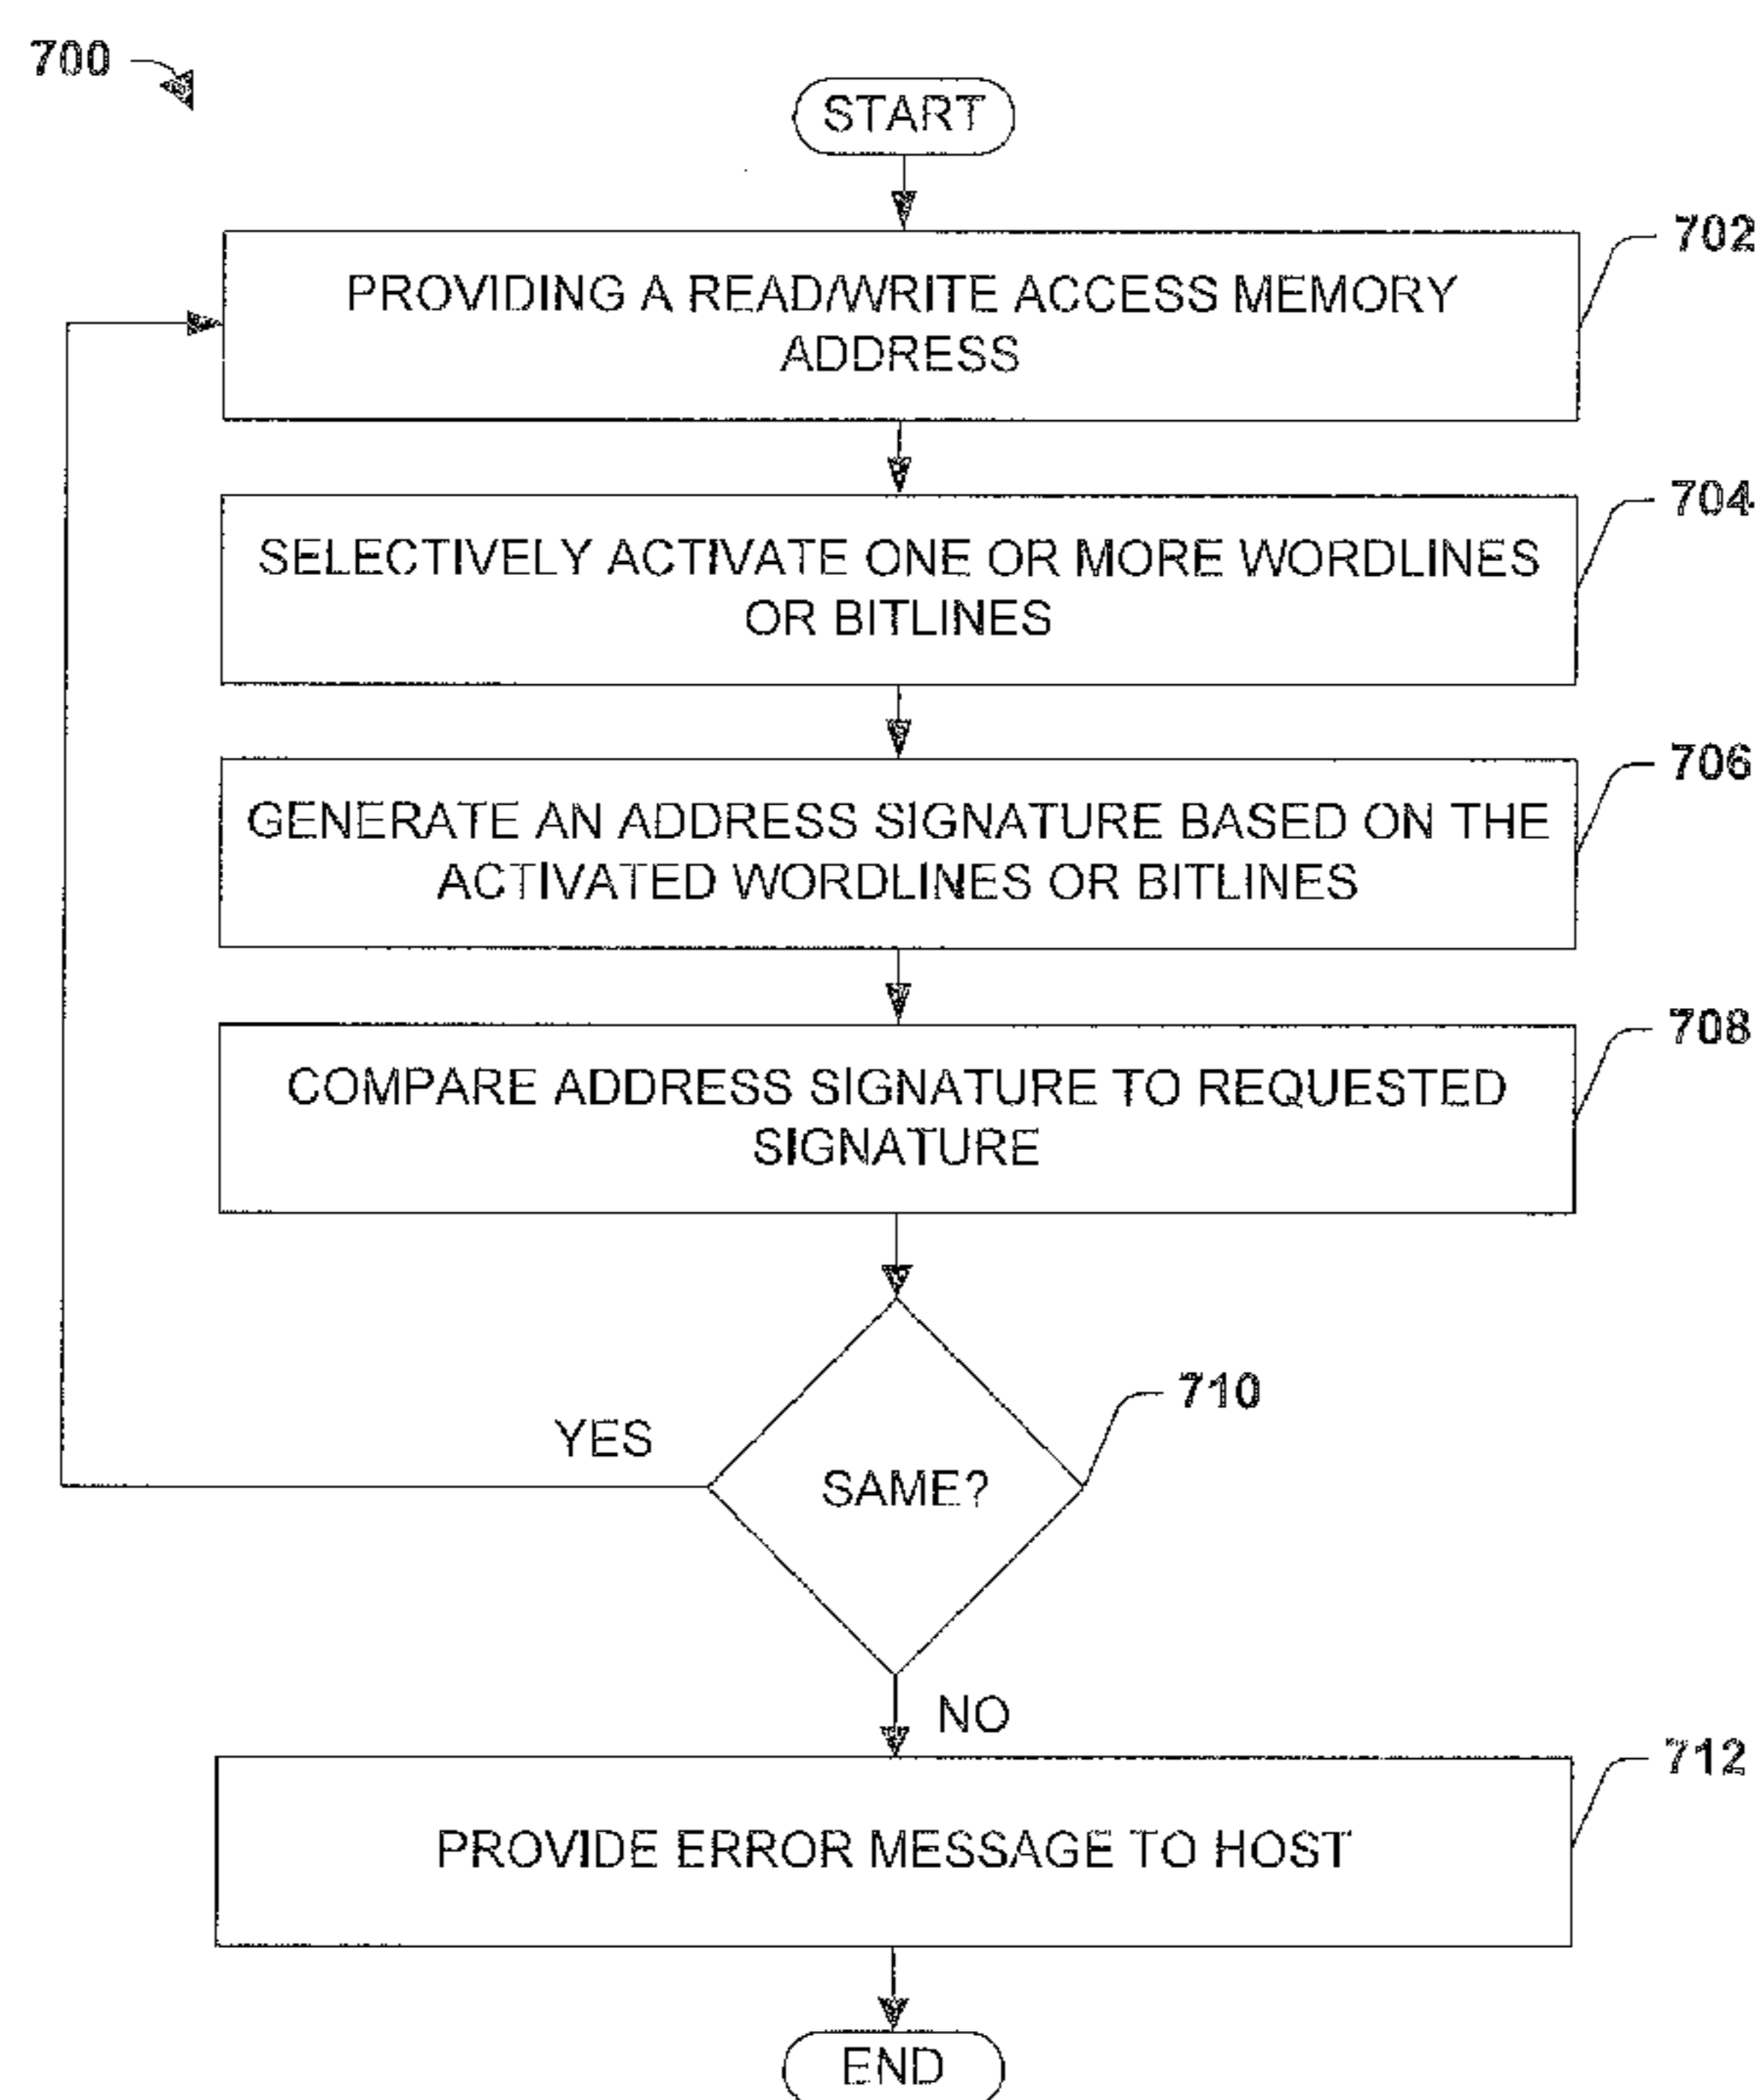 700
START
702
PROVIDING A READ/WRITE ACCESS MEMORY
ADDRESS
704
SELECTIVELY ACTIVATE ONE OR MORE WORDLINES
OR BITLINES
706
GENERATE AN ADDRESS SIGNATURE BASED ON THE
ACTIVATED WORDLINES OR BITLINES
708
COMPARE ADDRESS SIGNATURE TO REQUESTED
SIGNATURE
710
YES
SAME?
NO
712
PROVIDE ERROR MESSAGE TO HOST
END